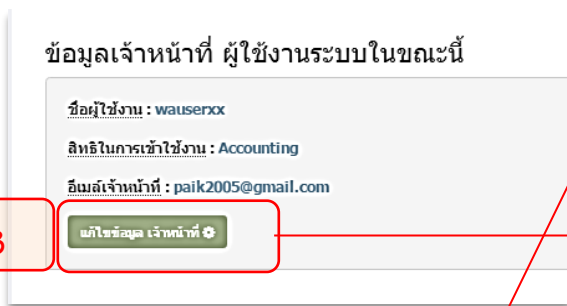 ข้อมูลเจ้าหน้าที่ ผู้ใช้งานระบบในขณะนี้
ชื่อผู้ใช้งาน : wauserxx
สิทธิในการเข้าใช้งาน : Accounting
อีเมล์เจ้าหน้าที่ : paik2005@gmail.com
แก้ไขข้อมูล เจ้าหน้าที่